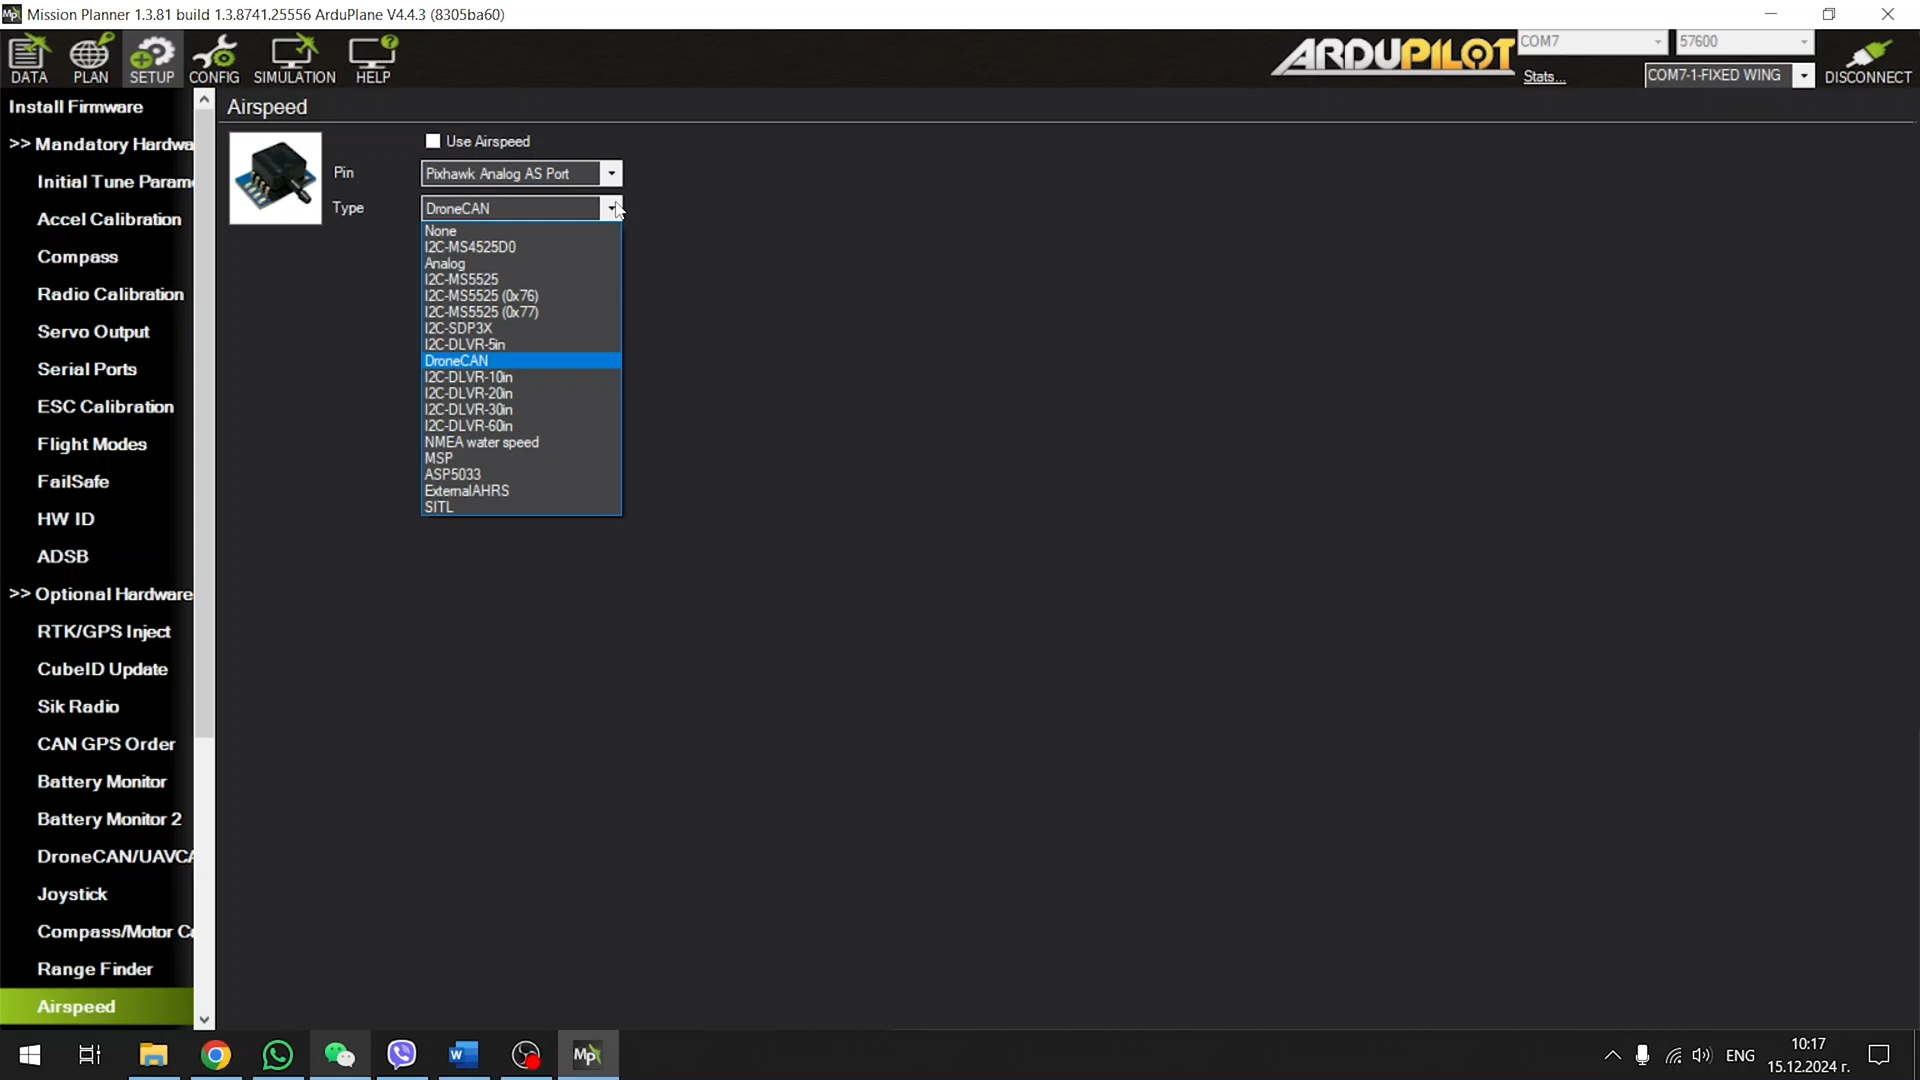 Mission Planner 1.3.81 build 1.3.8741.25556 ArduPlane V4.4.3 (8305ba60)
DATA
PLAN
SETUP
CONFIG
SIMULATION
HELP
ARDUPILOT
COM7
57600
Stats...
COM7-1-FIXED WING
DISCONNECT
Install Firmware
>> Mandatory Hardwa
Initial Tune Parame
Accel Calibration
Compass
Radio Calibration
Servo Output
Serial Ports
ESC Calibration
Flight Modes
FailSafe
HW ID
ADSB
>> Optional Hardware
RTK/GPS Inject
CubeID Update
Sik Radio
CAN GPS Order
Battery Monitor
Battery Monitor 2
DroneCAN/UAVCA
Joystick
Compass/Motor Ca
Range Finder
Airspeed
Airspeed
Use Airspeed
Pin
Pixhawk Analog AS Port
Type
DroneCAN
None
I2C-MS4525D0
Analog
I2C-MS5525
I2C-MS5525 (0x76)
I2C-MS5525 (0x77)
I2C-SDP3X
I2C-DLVR-5in
DroneCAN
I2C-DLVR-10in
I2C-DLVR-20in
I2C-DLVR-30in
I2C-DLVR-60in
NMEA water speed
MSP
ASP5033
ExternalAHRS
SITL
ENG
10:17
15.12.2024 г.